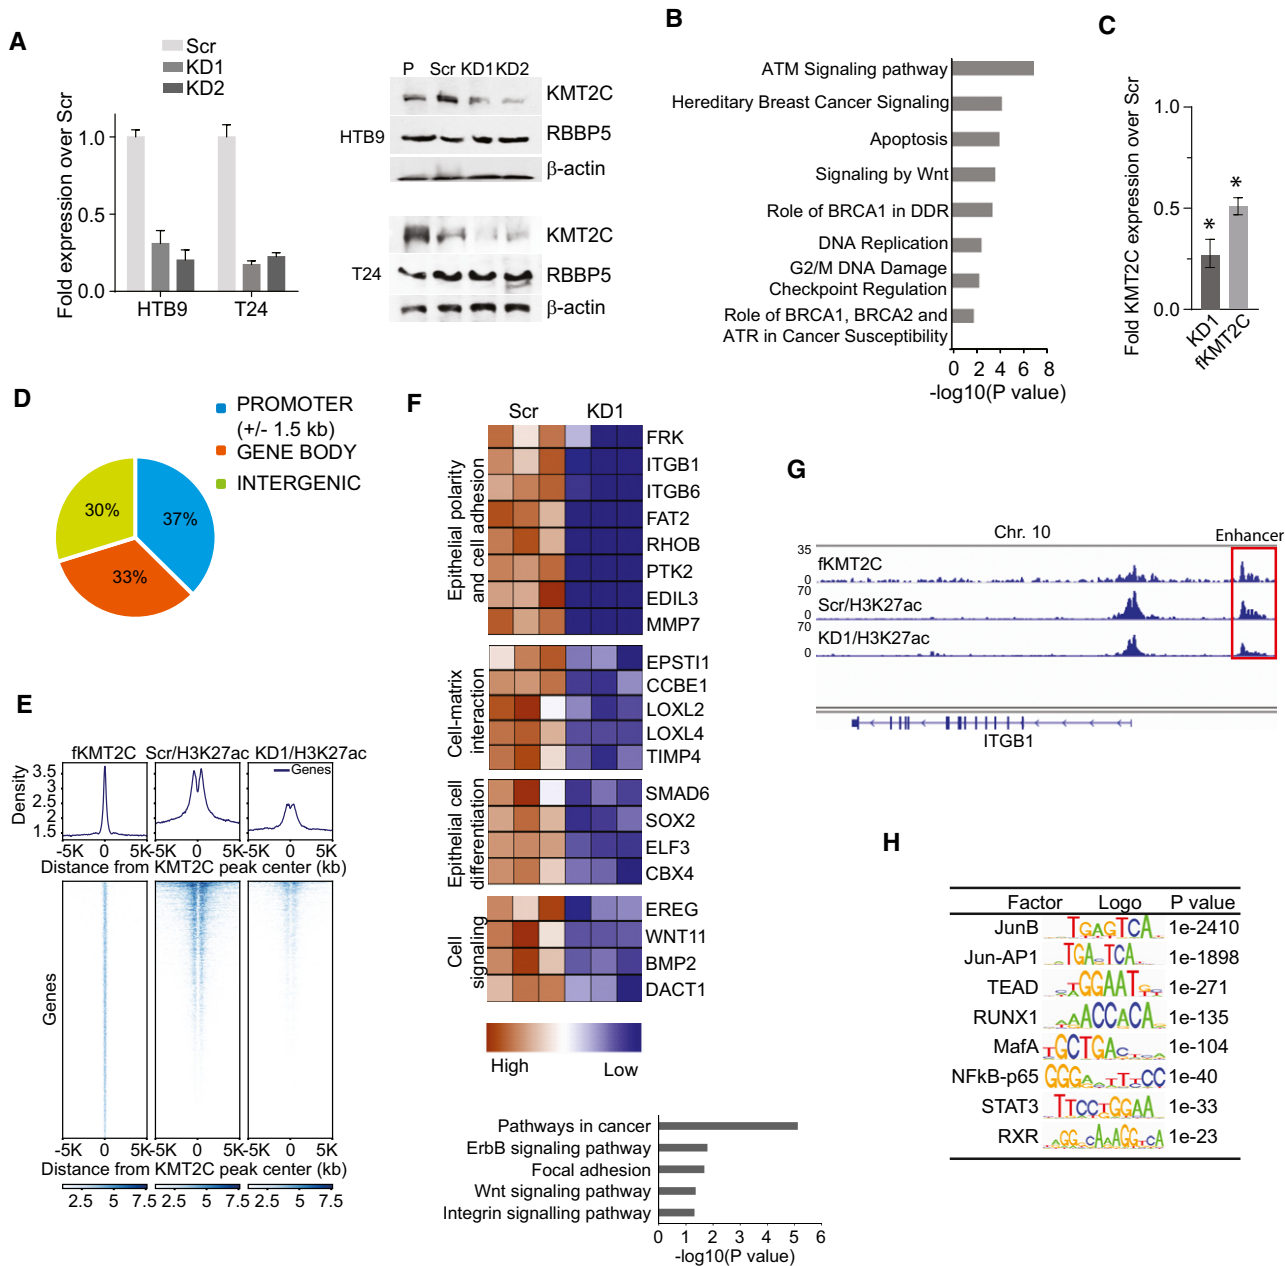 A
Scr
KD1
KD2
Fold expression over Scr
1.0
0.5
0.0
HTB9
T24
P Scr KD1 KD2
HTB9
KMT2C
RBBP5
β-actin
T24
KMT2C
RBBP5
β-actin
B
ATM Signaling pathway
Hereditary Breast Cancer Signaling
Apoptosis
Signaling by Wnt
Role of BRCA1 in DDR
DNA Replication
G2/M DNA Damage
Checkpoint Regulation
Role of BRCA1, BRCA2 and
ATR in Cancer Susceptibility
0 2 4 6 8
-log10(P value)
C
Fold KMT2C expression over Scr
1.0
0.5
0.0
*
*
KD1
fKMT2C
D
PROMOTER
(+/- 1.5 kb)
GENE BODY
INTERGENIC
30%
37%
33%
E
fKMT2C Scr/H3K27ac KD1/H3K27ac
Genes
Density
3.5
2.5
1.5
-5K 0 5K-5K 0 5K-5K 0 5K
Distance from KMT2C peak center (kb)
Genes
-5K 0 5K-5K 0 5K-5K 0 5K
Distance from KMT2C peak center (kb)
2.5 5 7.5 2.5 5 7.5 2.5 5 7.5
F
Scr KD1
Epithelial polarity
and cell adhesion
FRK
ITGB1
ITGB6
FAT2
RHOB
PTK2
EDIL3
MMP7
Cell-matrix
interaction
EPSTI1
CCBE1
LOXL2
LOXL4
TIMP4
Epithelial cell
differentiation
SMAD6
SOX2
ELF3
CBX4
Cell
signaling
EREG
WNT11
BMP2
DACT1
High Low
Pathways in cancer
ErbB signaling pathway
Focal adhesion
Wnt signaling pathway
Integrin signalling pathway
0 1 2 3 4 5 6
-log10(P value)
G
Chr. 10
Enhancer
35
fKMT2C
0
70
Scr/H3K27ac
0
70
KD1/H3K27ac
0
ITGB1
H
Factor Logo P value
JunB TGAGTCA 1e-2410
Jun-AP1 TGA TCA 1e-1898
TEAD TGGAAT 1e-271
RUNX1 AAACCACA 1e-135
MafA TGCTGAC 1e-104
NFkB-p65 GGGA TTTCC 1e-40
STAT3 TTCCTGGAA 1e-33
RXR AGG CAAAGGTCA 1e-23